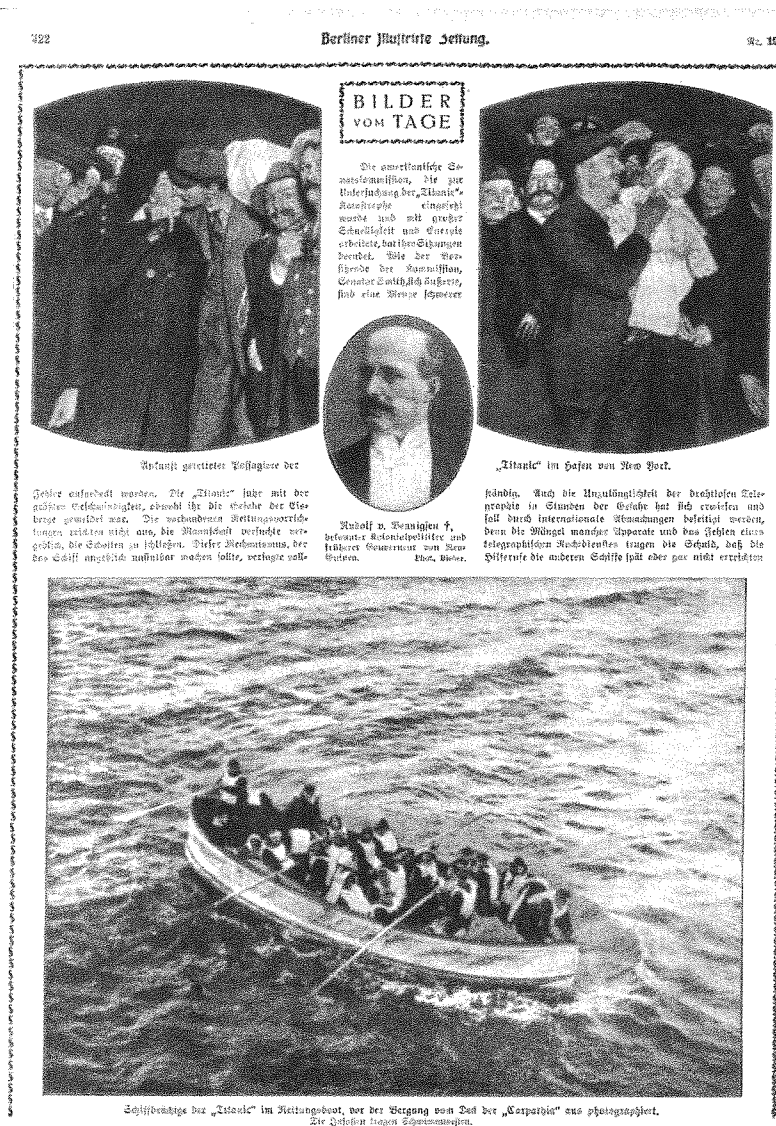 422
Berliner Illustrirte Zeitung.
Nr. 19
BILDER
VOM TAGE
Die amerikanische Se-
natskommission, die zur
Untersuchung der „Titanic“-
Katastrophe eingesetzt
wurde und mit großer
Schnelligkeit und Energie
arbeitete, hat ihre Sitzungen
beendet. Wie der Vor-
sitzende der Kommission,
Senator Smith, sich äußerte,
sind eine Menge schwerer
Ankunft geretteter Passagiere der
„Titanic“ im Hafen von New York.
Fehler aufgedeckt worden. Die „Titanic“ fuhr mit der
größten Geschwindigkeit, obwohl ihr die Gefahr der Eis-
berge gemeldet war. Die vorhandenen Rettungsvorrich-
tungen reichten nicht aus, die Mannschaft versuchte ver-
geblich, die Schotten zu schließen. Dieser Mechanismus, der
das Schiff angeblich unsinkbar machen sollte, versagte voll-
Rudolf v. Bennigsen †,
bekannter Kolonialpolitiker und
früherer Gouverneur von Neu-
Guinea. Phot. Bieber.
ständig. Auch die Unzulänglichkeit der drahtlosen Tele-
graphie in Stunden der Gefahr hat sich erwiesen und
soll durch internationale Abmachungen beseitigt werden,
denn die Mängel mancher Apparate und das Fehlen eines
telegraphischen Nachtdienstes trugen die Schuld, daß die
Hilferufe die anderen Schiffe spät oder gar nicht erreichten
Schiffbrüchige der „Titanic“ im Rettungsboot, vor der Bergung vom Deck der „Carpathia“ aus photographiert.
Die Insassen tragen Schwimmwesten.